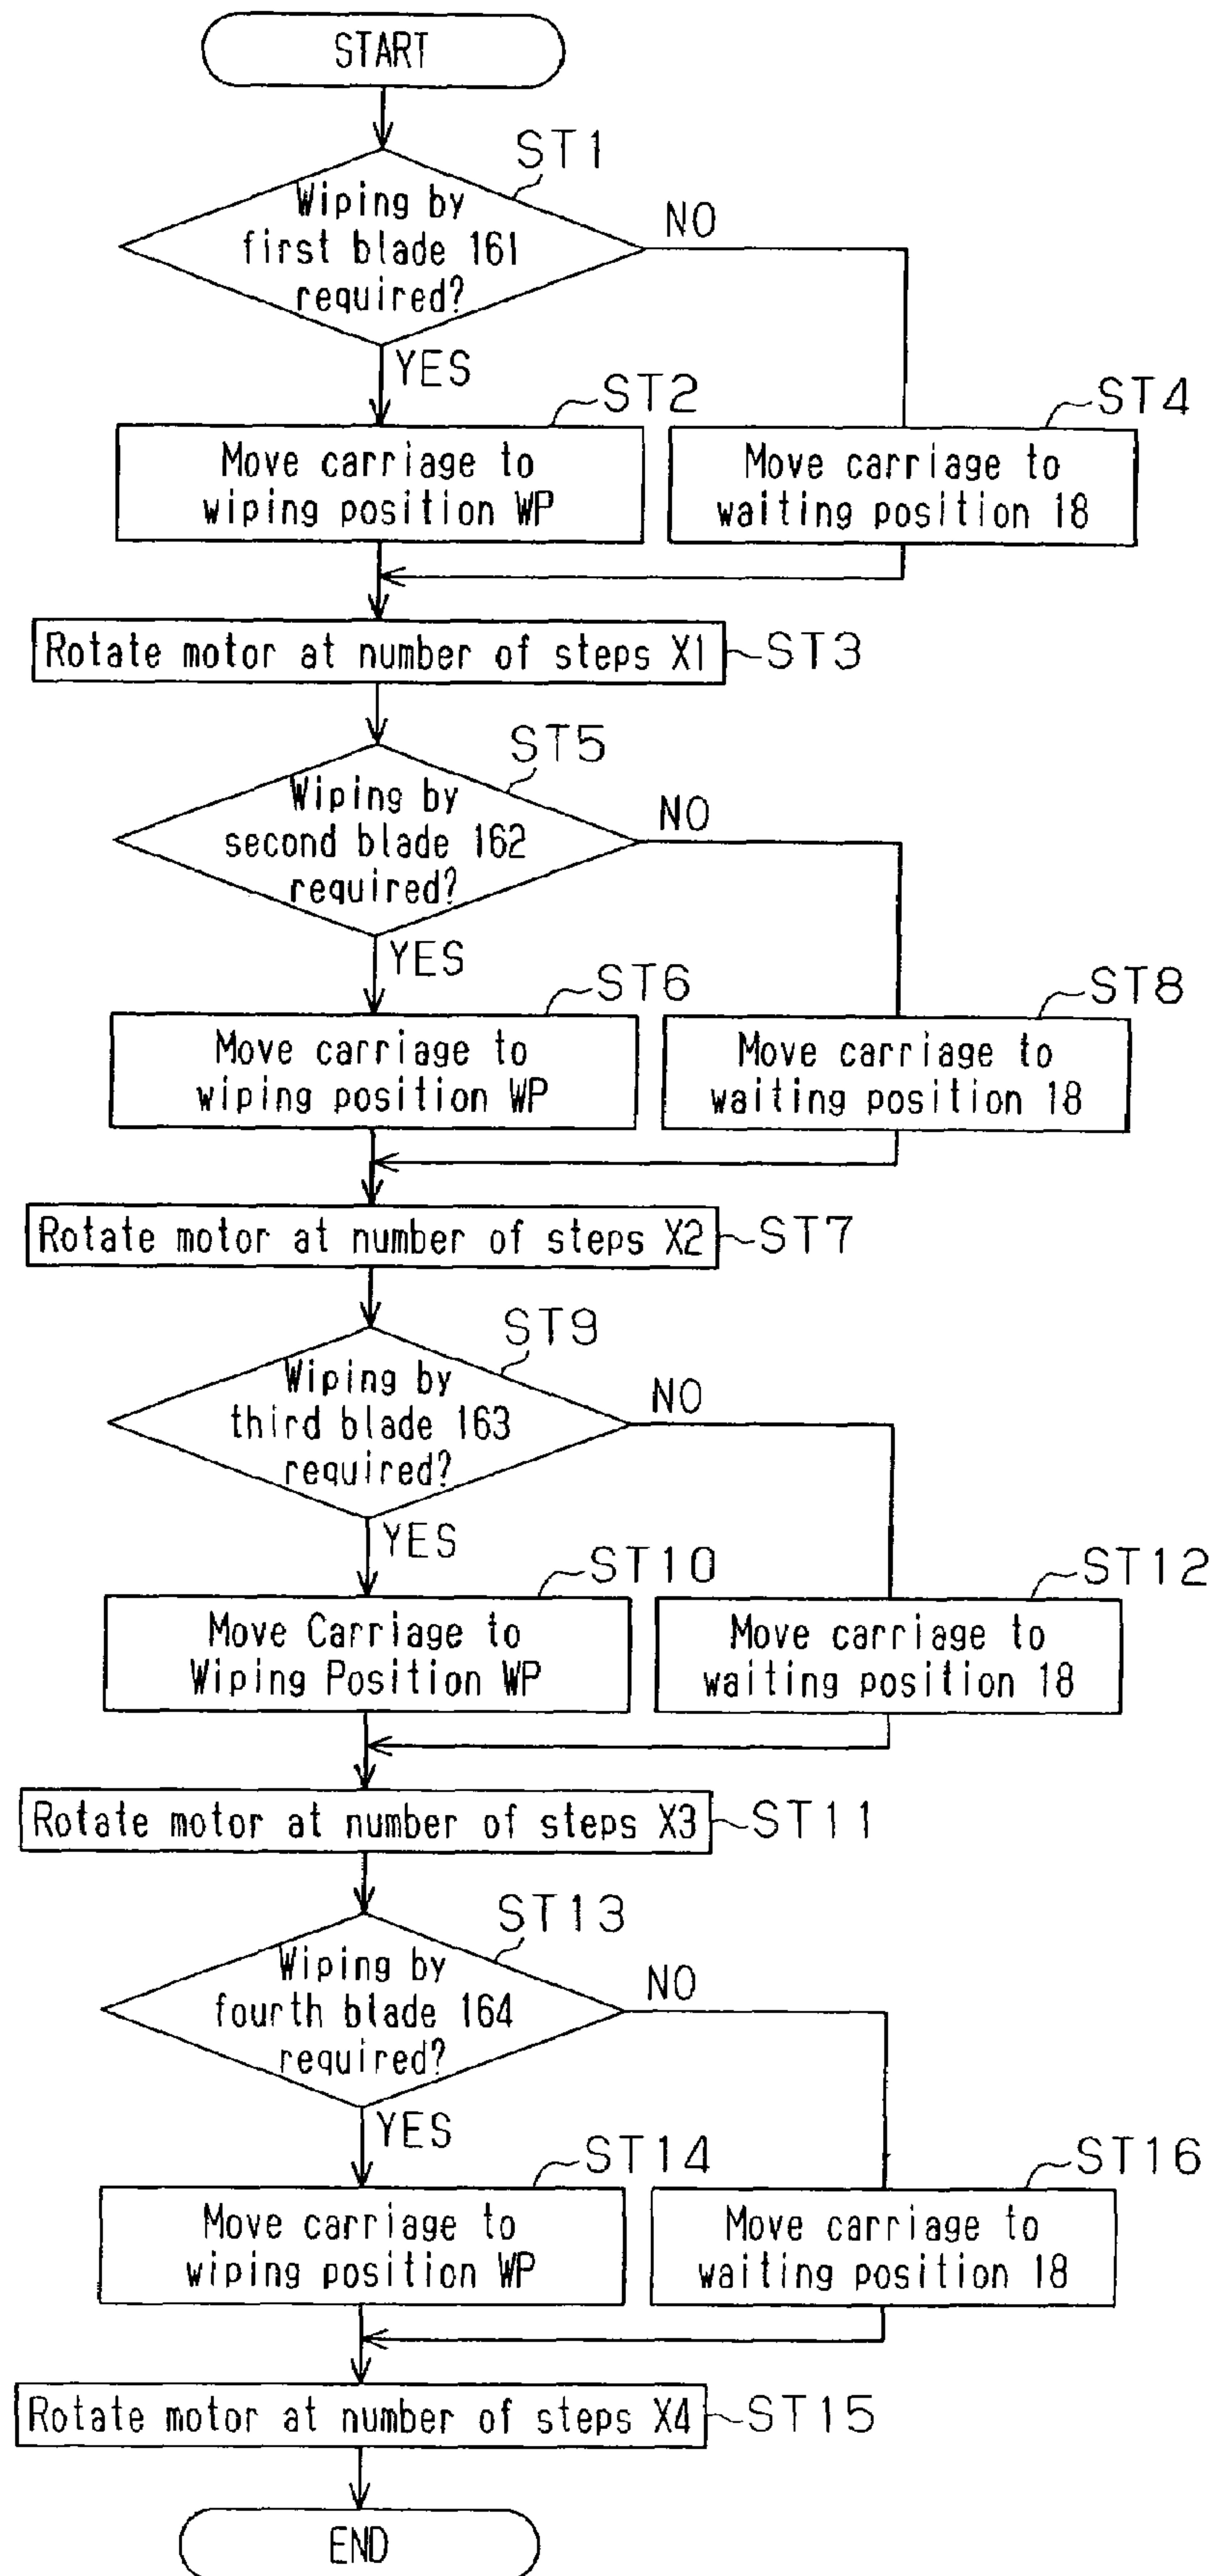 START
ST1
Wiping by
first blade 161
required?
NO
YES
ST2
ST4
Move carriage to
wiping position WP
Move carriage to
waiting position 18
Rotate motor at number of steps X1
ST3
ST5
Wiping by
second blade 162
required?
NO
YES
ST6
ST8
Move carriage to
wiping position WP
Move carriage to
waiting position 18
Rotate motor at number of steps X2
ST7
ST9
Wiping by
third blade 163
required?
NO
YES
ST10
ST12
Move Carriage to
Wiping Position WP
Move carriage to
waiting position 18
Rotate motor at number of steps X3
ST11
ST13
Wiping by
fourth blade 164
required?
NO
YES
ST14
ST16
Move carriage to
wiping position WP
Move carriage to
waiting position 18
Rotate motor at number of steps X4
ST15
END